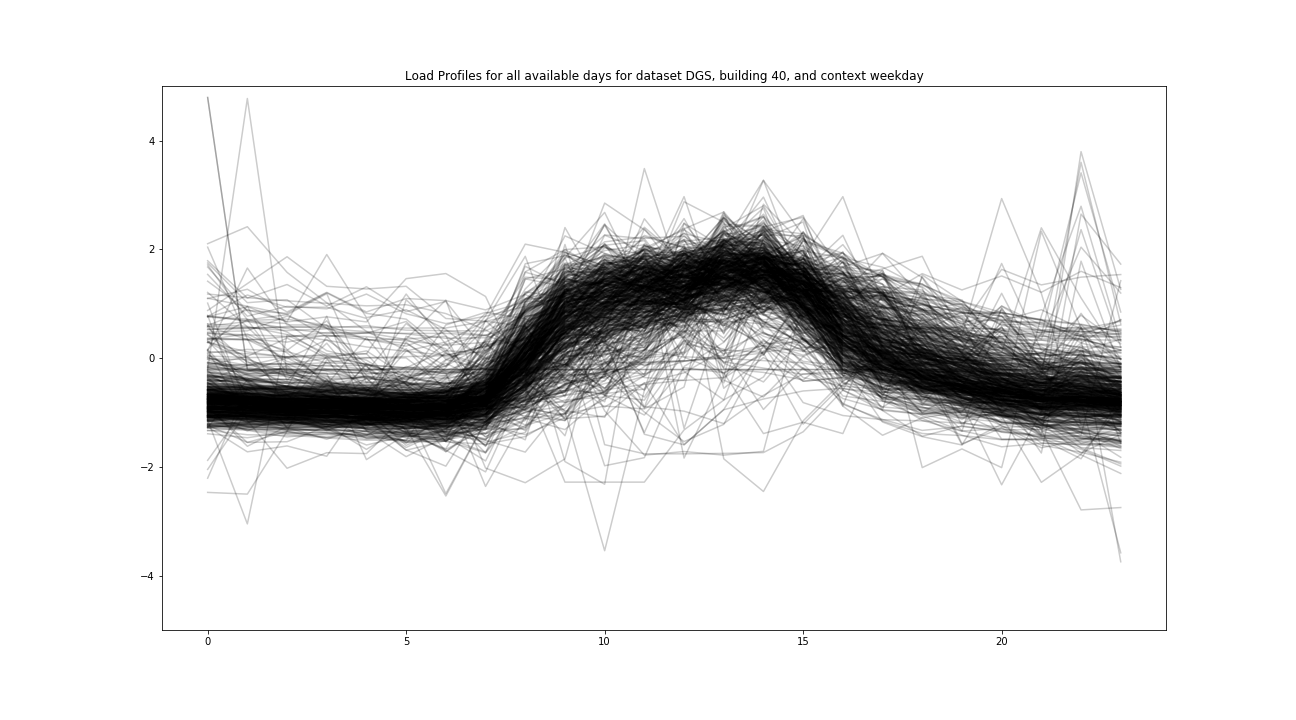 Load Profiles for all available days for dataset DGS, building 40, and context weekday
4
2
0
−2
−4
0 5 10 15 20